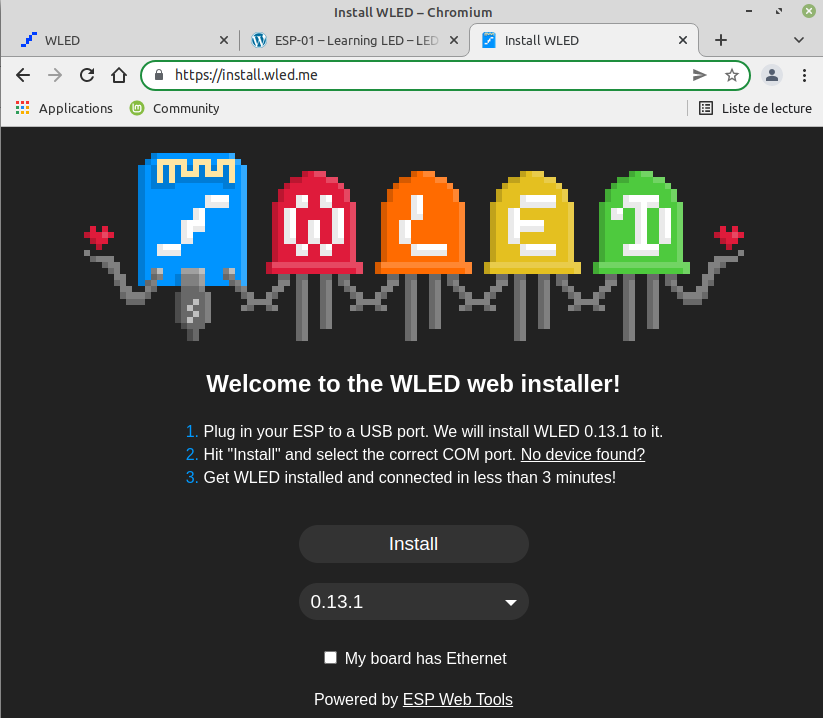 Install WLED – Chromium
WLED
ESP-01 – Learning LED – LED
Install WLED
https://install.wled.me
Applications
Community
Liste de lecture
W L E D
Welcome to the WLED web installer!
1. Plug in your ESP to a USB port. We will install WLED 0.13.1 to it.
2. Hit "Install" and select the correct COM port. No device found?
3. Get WLED installed and connected in less than 3 minutes!
Install
0.13.1
My board has Ethernet
Powered by ESP Web Tools